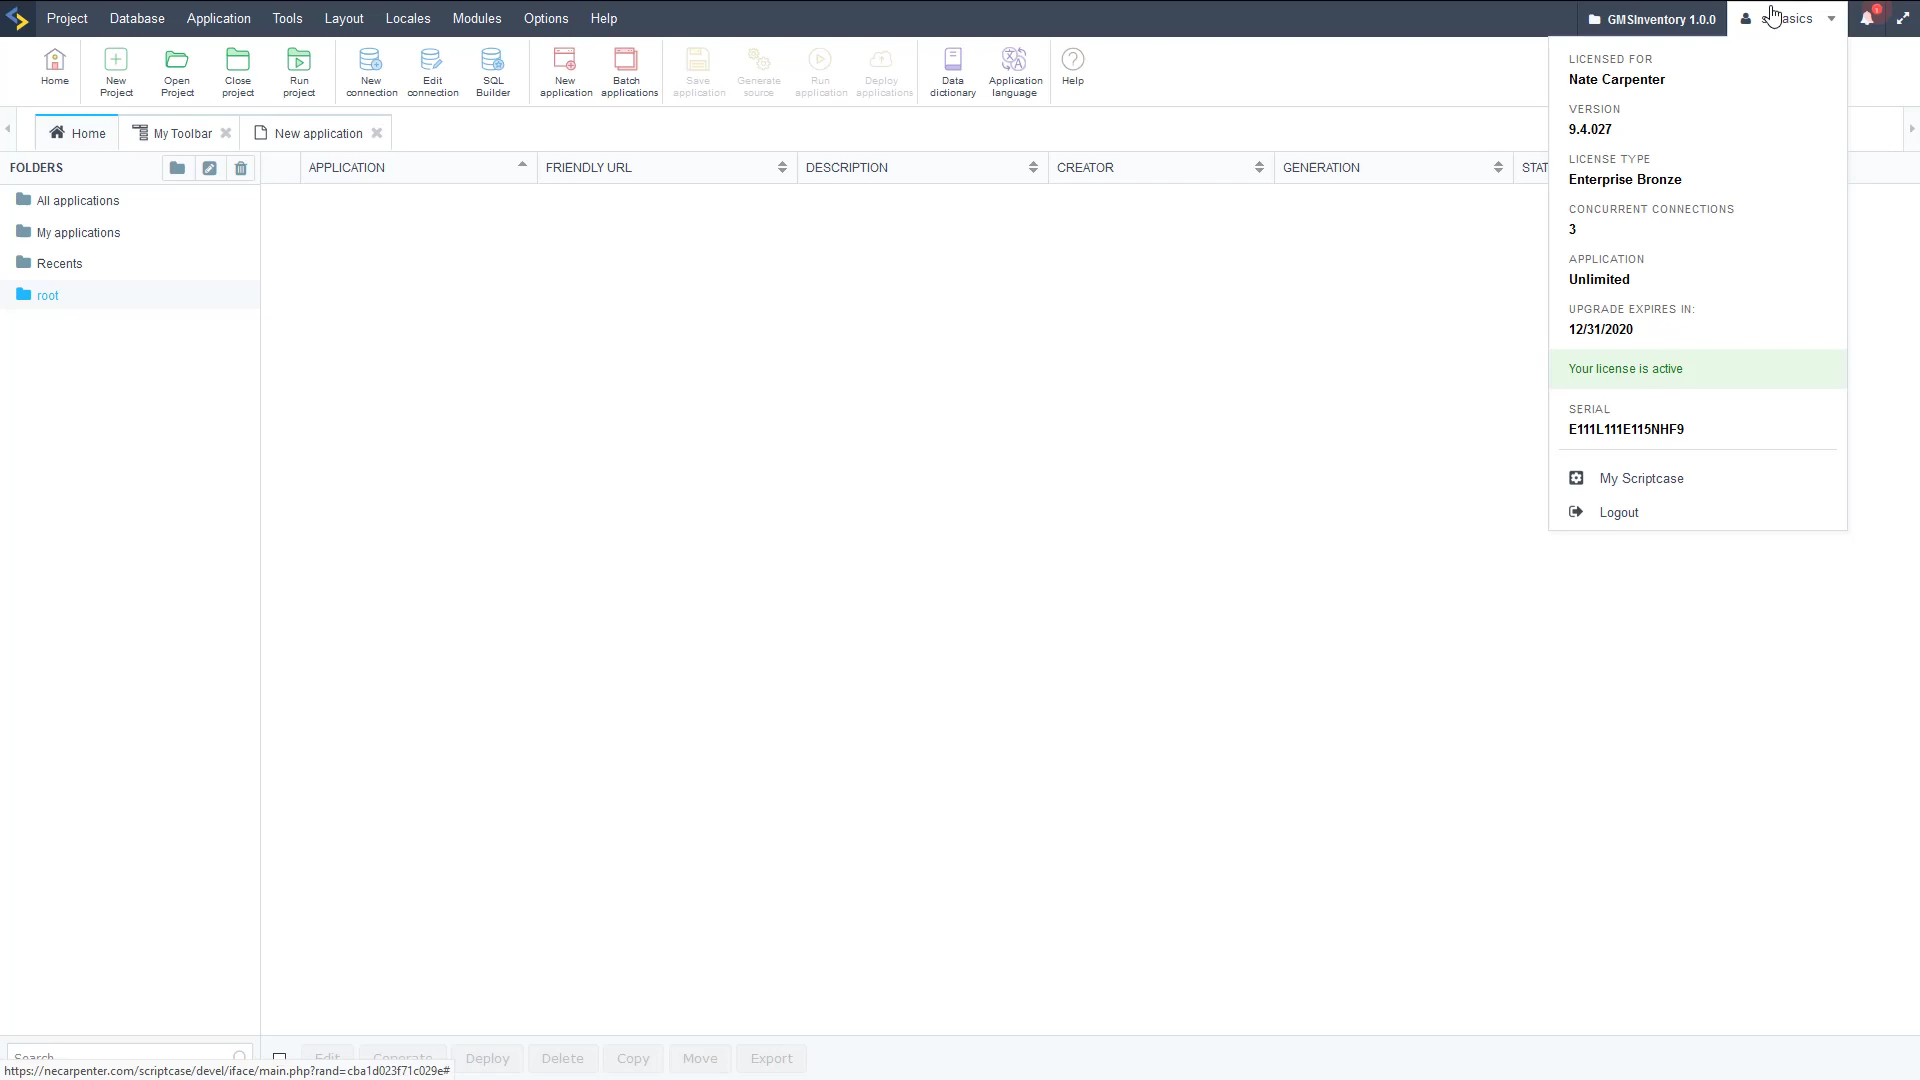 Project Database Application Tools Layout Locales Modules Options Help GMSInventory 1.0.0
Home New Project Open Project Close project Run project New connection Edit connection SQL Builder New application Batch applications Save application Generate source Run application Deploy applications Data dictionary Application language Help
Home My Toolbar New application
FOLDERS APPLICATION FRIENDLY URL DESCRIPTION CREATOR GENERATION STAT
All applications
My applications
Recents
root
LICENSED FOR
Nate Carpenter
VERSION
9.4.027
LICENSE TYPE
Enterprise Bronze
CONCURRENT CONNECTIONS
3
APPLICATION
Unlimited
UPGRADE EXPIRES IN:
12/31/2020
Your license is active
SERIAL
E111L111E115NHF9
My Scriptcase
Logout
Search Edit Generate Deploy Delete Copy Move Export
https://necarpenter.com/scriptcase/devel/iface/main.php?rand=cba1d023f71c029e#